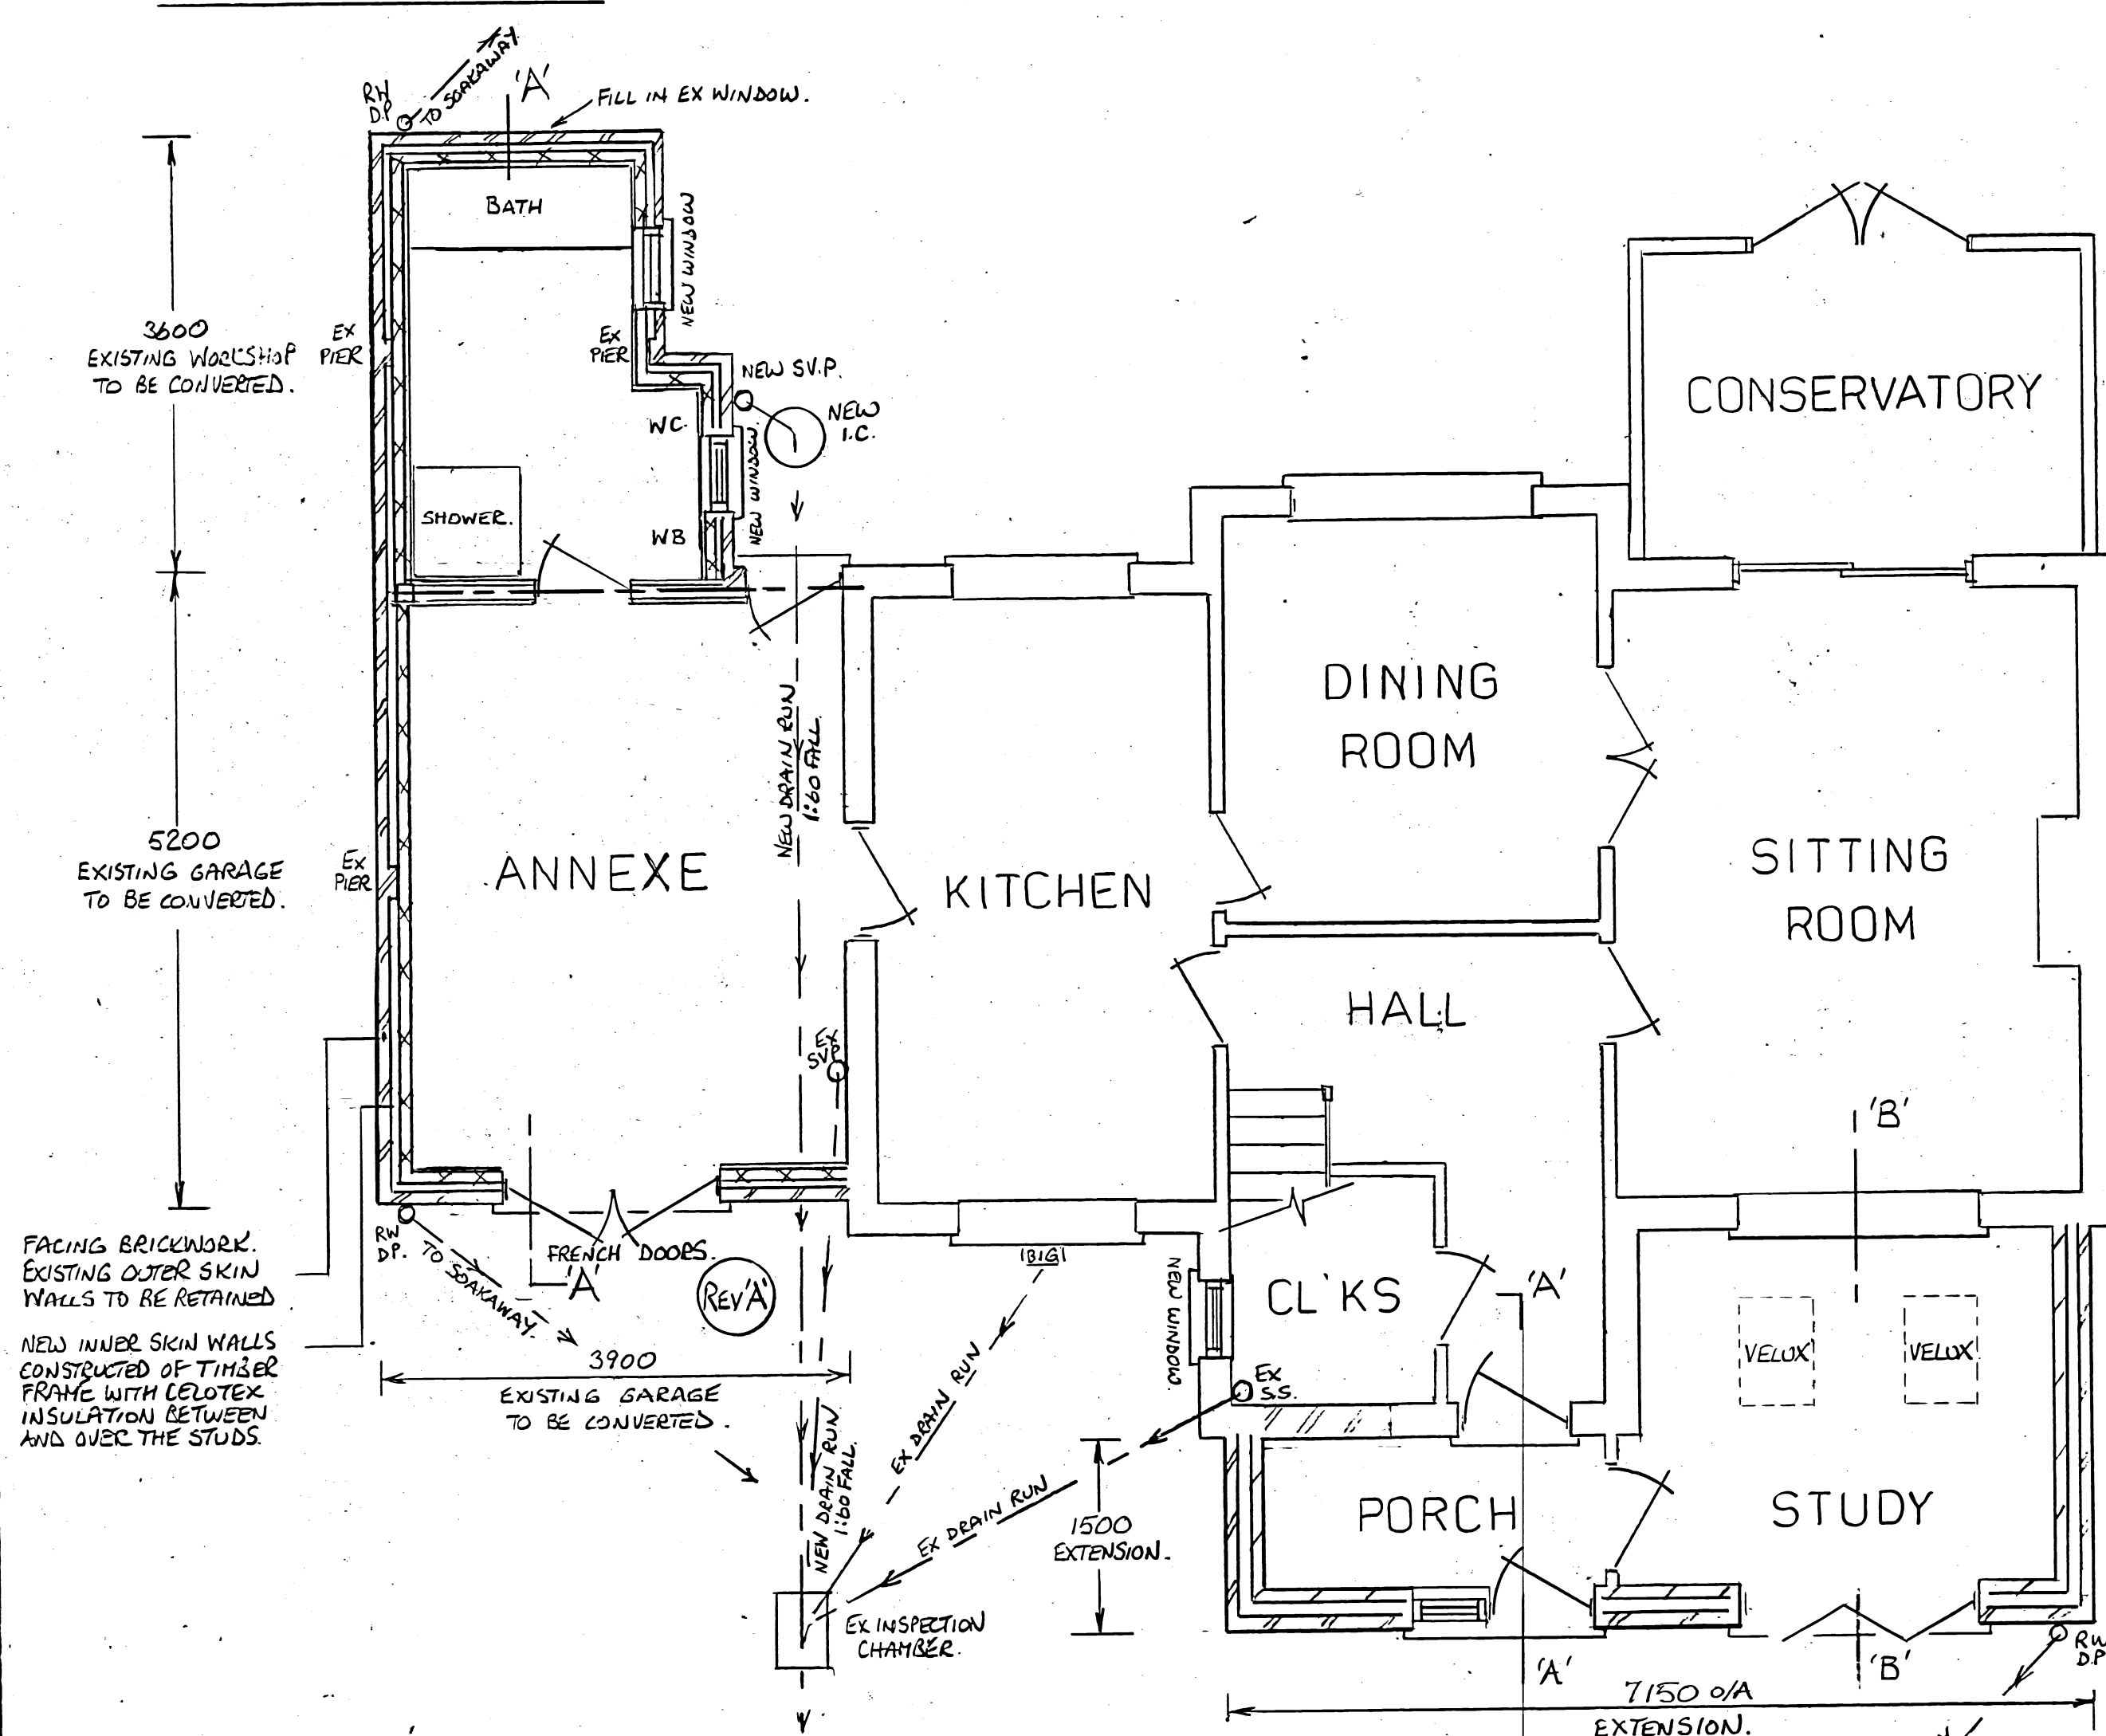 RW
D.P
TO SOAKAWAY
'A'
FILL IN EX WINDOW.
BATH
NEW WINDOW
3600
EXISTING WORKSHOP
TO BE CONVERTED.
EX
PIER
EX
PIER
NEW S.V.P.
NEW
I.C.
WC
NEW WINDOW.
SHOWER.
WB
CONSERVATORY
DINING
ROOM
NEW DRAIN RUN
1:60 FALL.
5200
EXISTING GARAGE
TO BE CONVERTED.
EX
PIER
ANNEXE
KITCHEN
SITTING
ROOM
HALL
EX
SVP
'B'
FACING BRICKWORK.
EXISTING OUTER SKIN
WALLS TO BE RETAINED
NEW INNER SKIN WALLS
CONSTRUCTED OF TIMBER
FRAME WITH CELOTEX
INSULATION BETWEEN
AND OVER THE STUDS.
RW
DP.
TO SOAKAWAY.
FRENCH DOORS.
'A'
REV 'A'
BIG
NEW WINDOW.
CL'KS
'A'
VELUX
VELUX
3900
EXISTING GARAGE
TO BE CONVERTED.
EX
S.S.
NEW DRAIN RUN
1:60 FALL.
EX DRAIN RUN
EX DRAIN RUN
1500
EXTENSION.
PORCH
STUDY
EX INSPECTION
CHAMBER.
'A'
'B'
RW
D.P
7150 o/A
EXTENSION.